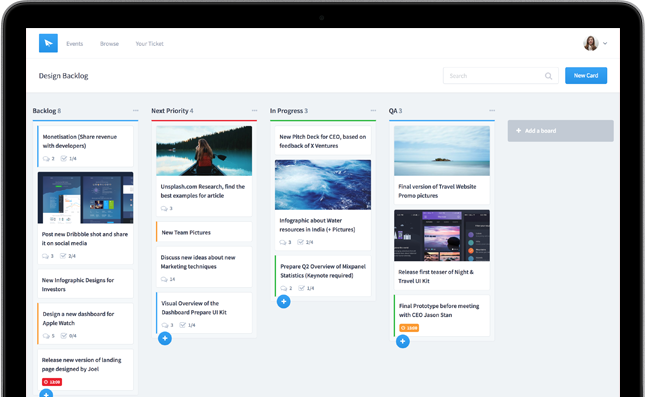 Events Browse Your Ticket
Design Backlog
Search
New Card
Backlog 8
Monetisation (Share revenue
with developers)
3 1/4
Post new Dribbble shot and share
it on social media
3 2/4
New Infographic Designs for
Investors
Design a new dashboard for
Apple Watch
5 0/4
Release new version of landing
page designed by Joel
13:09
Next Priority 4
Unsplash.com Research, find the
best examples for article
3
New Team Pictures
Discuss new ideas about new
Marketing techniques
14
Visual Overview of the
Dashboard Prepare UI Kit
3 1/4
In Progress 3
New Pitch Deck for CEO, based on
feedback of X Ventures
Infographic about Water
resources in India (+ Pictures)
3 2/4
Prepare Q2 Overview of Mixpanel
Statistics (Keynote required)
2 1/4
QA 3
Final version of Travel Website
Promo pictures
Release first teaser of Night &
Travel UI Kit
Final Prototype before meeting
with CEO Jason Stan
+ Add a board